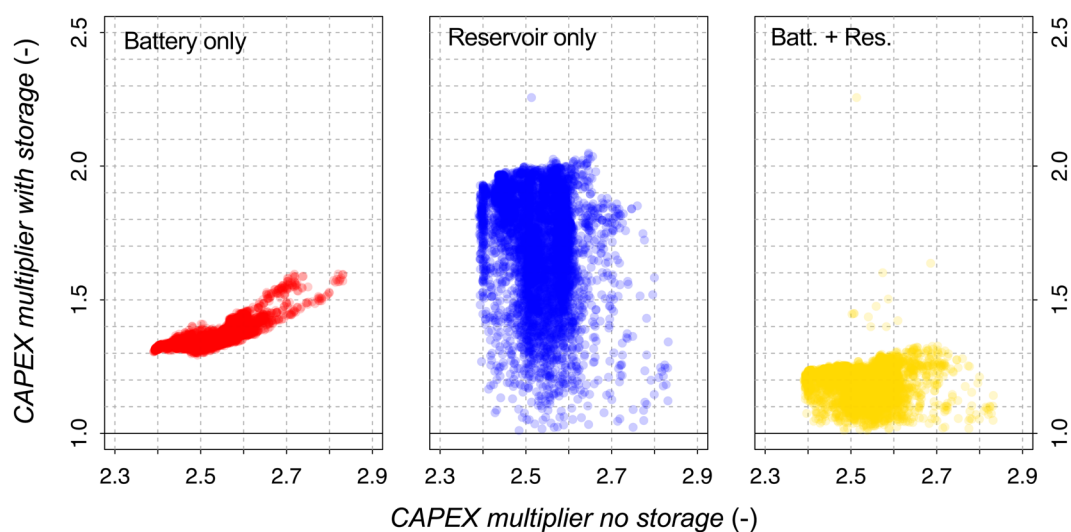 CAPEX multiplier with storage (-)
2.5
2.0
1.5
1.0
Battery only
Reservoir only
Batt. + Res.
2.5
2.0
1.5
1.0
2.3 2.5 2.7 2.9
2.3 2.5 2.7 2.9
2.3 2.5 2.7 2.9
CAPEX multiplier no storage (-)